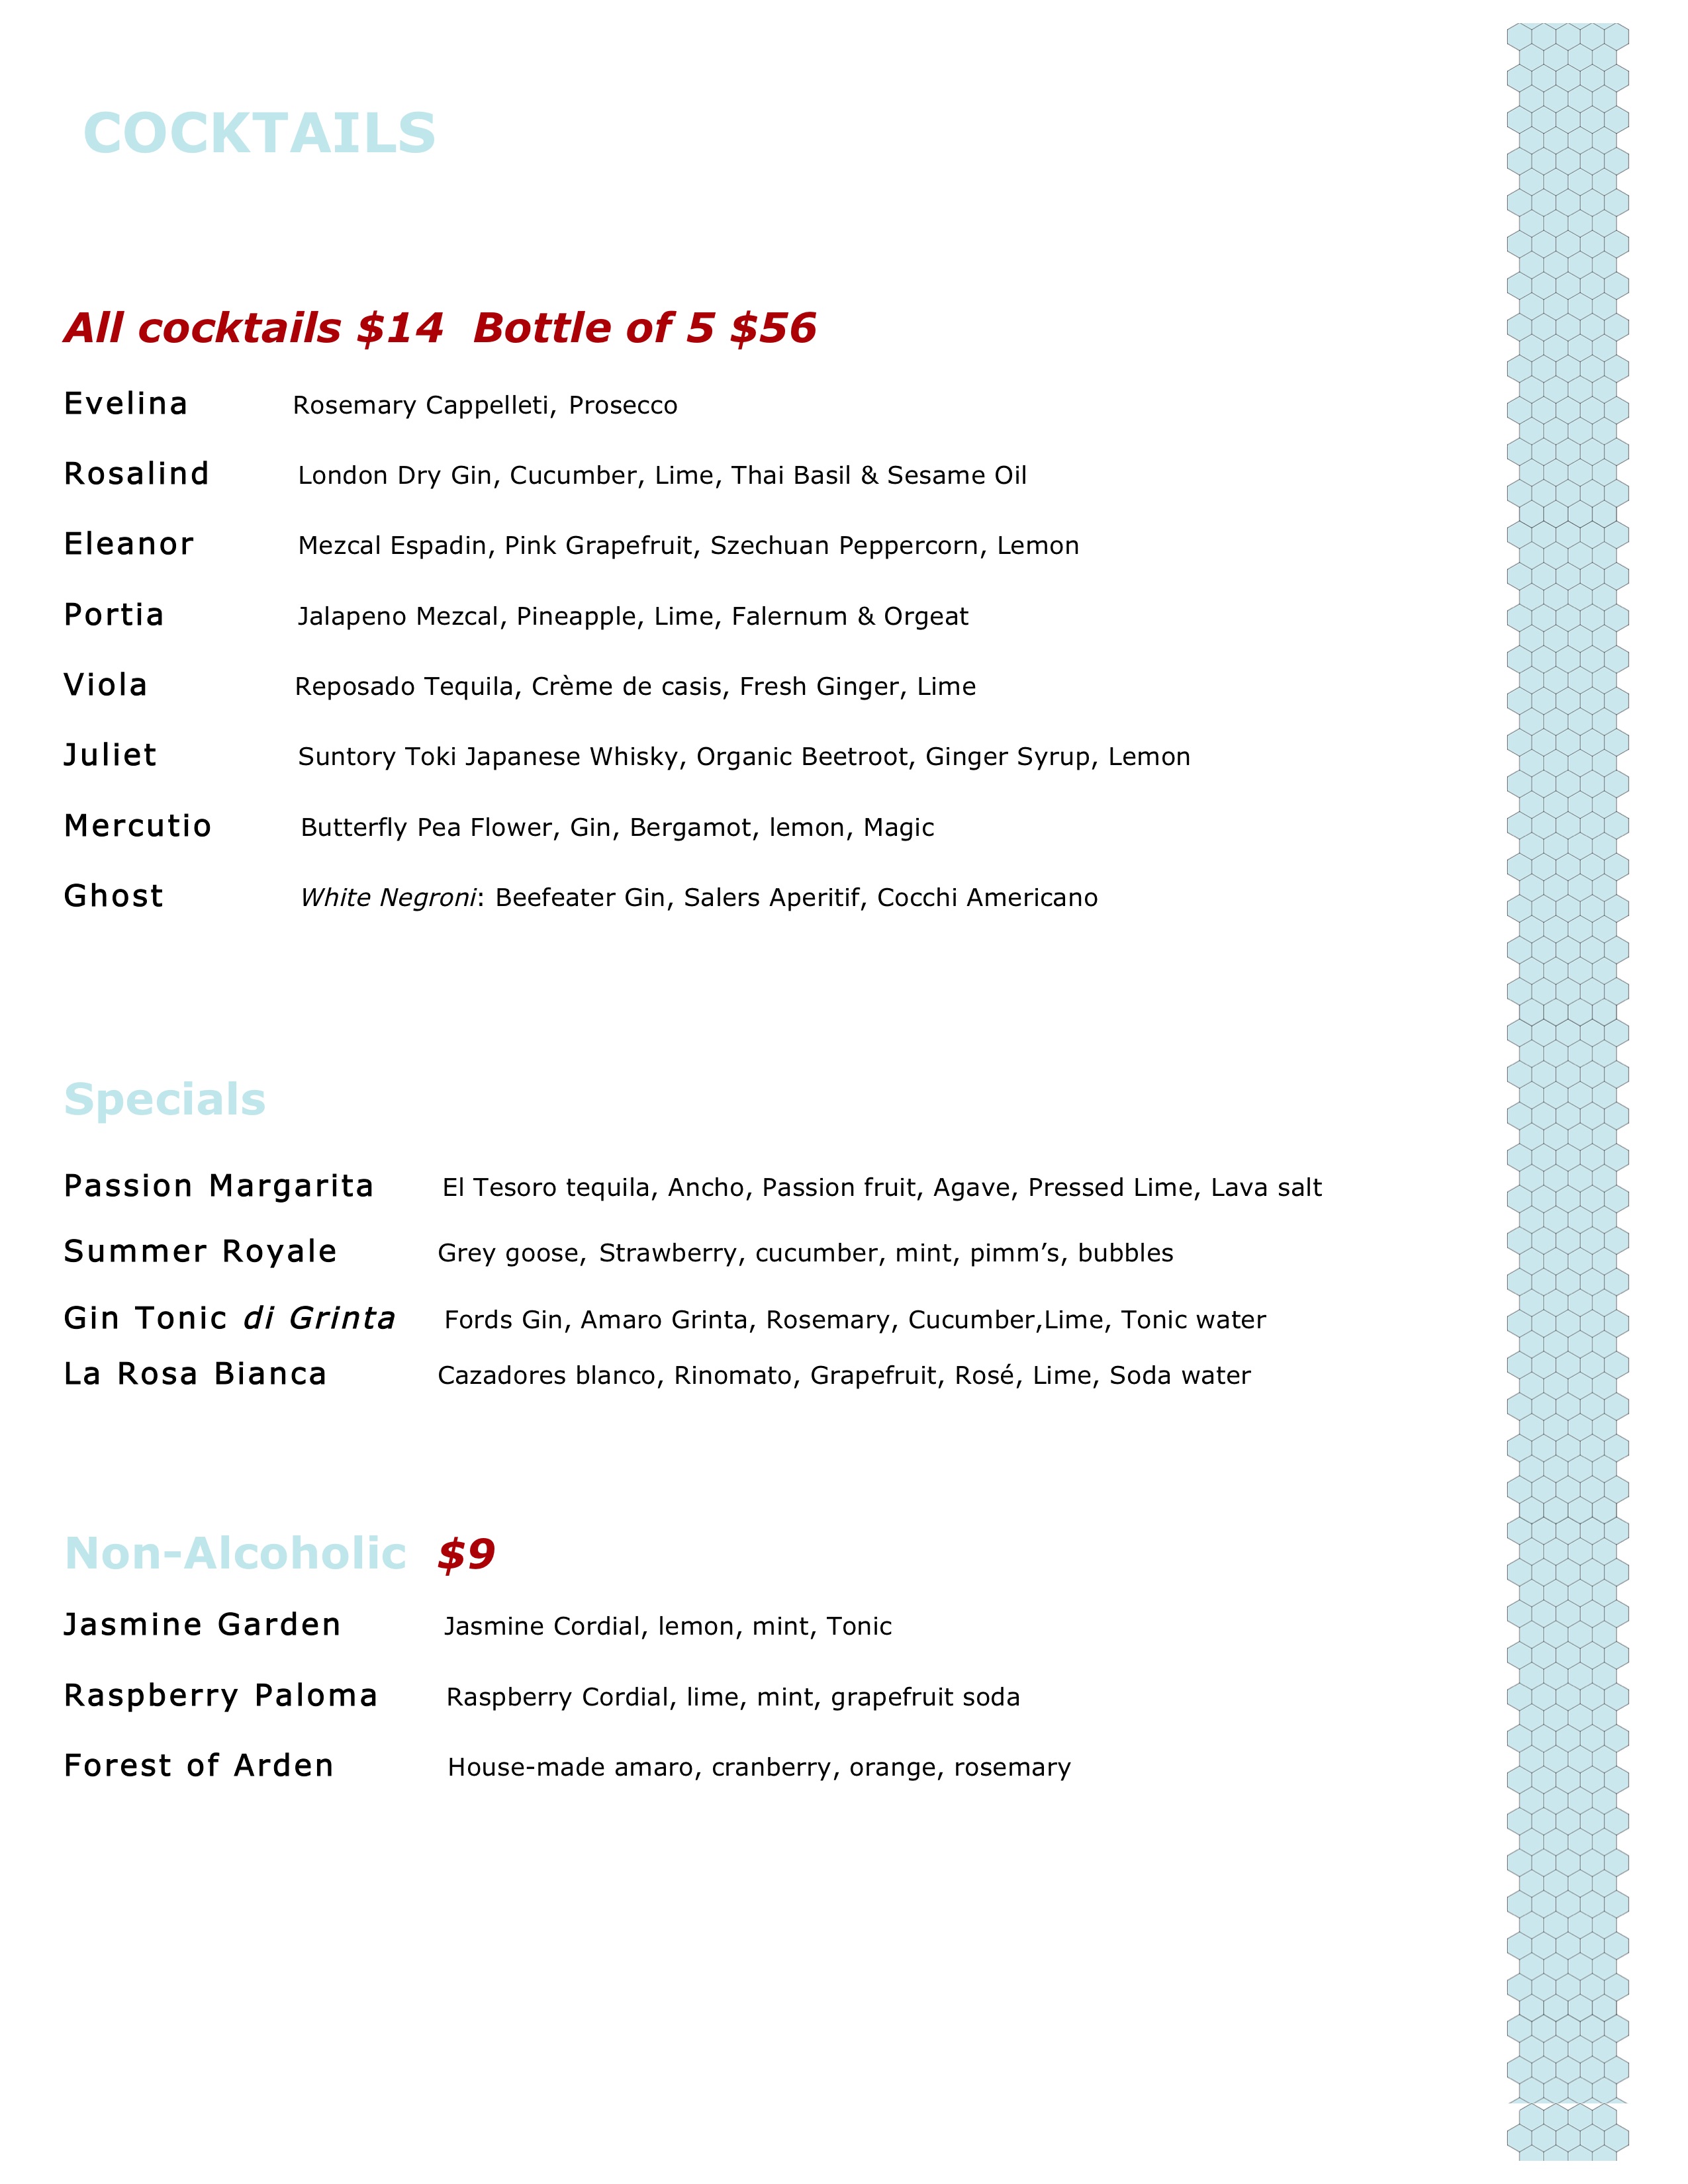 COCKTAILS
All cocktails $14  Bottle of 5 $56
Evelina Rosemary Cappelleti, Prosecco
Rosalind London Dry Gin, Cucumber, Lime, Thai Basil & Sesame Oil
Eleanor Mezcal Espadin, Pink Grapefruit, Szechuan Peppercorn, Lemon
Portia Jalapeno Mezcal, Pineapple, Lime, Falernum & Orgeat
Viola Reposado Tequila, Crème de casis, Fresh Ginger, Lime
Juliet Suntory Toki Japanese Whisky, Organic Beetroot, Ginger Syrup, Lemon
Mercutio Butterfly Pea Flower, Gin, Bergamot, lemon, Magic
Ghost White Negroni: Beefeater Gin, Salers Aperitif, Cocchi Americano
Specials
Passion Margarita El Tesoro tequila, Ancho, Passion fruit, Agave, Pressed Lime, Lava salt
Summer Royale Grey goose, Strawberry, cucumber, mint, pimm’s, bubbles
Gin Tonic di Grinta Fords Gin, Amaro Grinta, Rosemary, Cucumber,Lime, Tonic water
La Rosa Bianca Cazadores blanco, Rinomato, Grapefruit, Rosé, Lime, Soda water
Non-Alcoholic $9
Jasmine Garden Jasmine Cordial, lemon, mint, Tonic
Raspberry Paloma Raspberry Cordial, lime, mint, grapefruit soda
Forest of Arden House-made amaro, cranberry, orange, rosemary